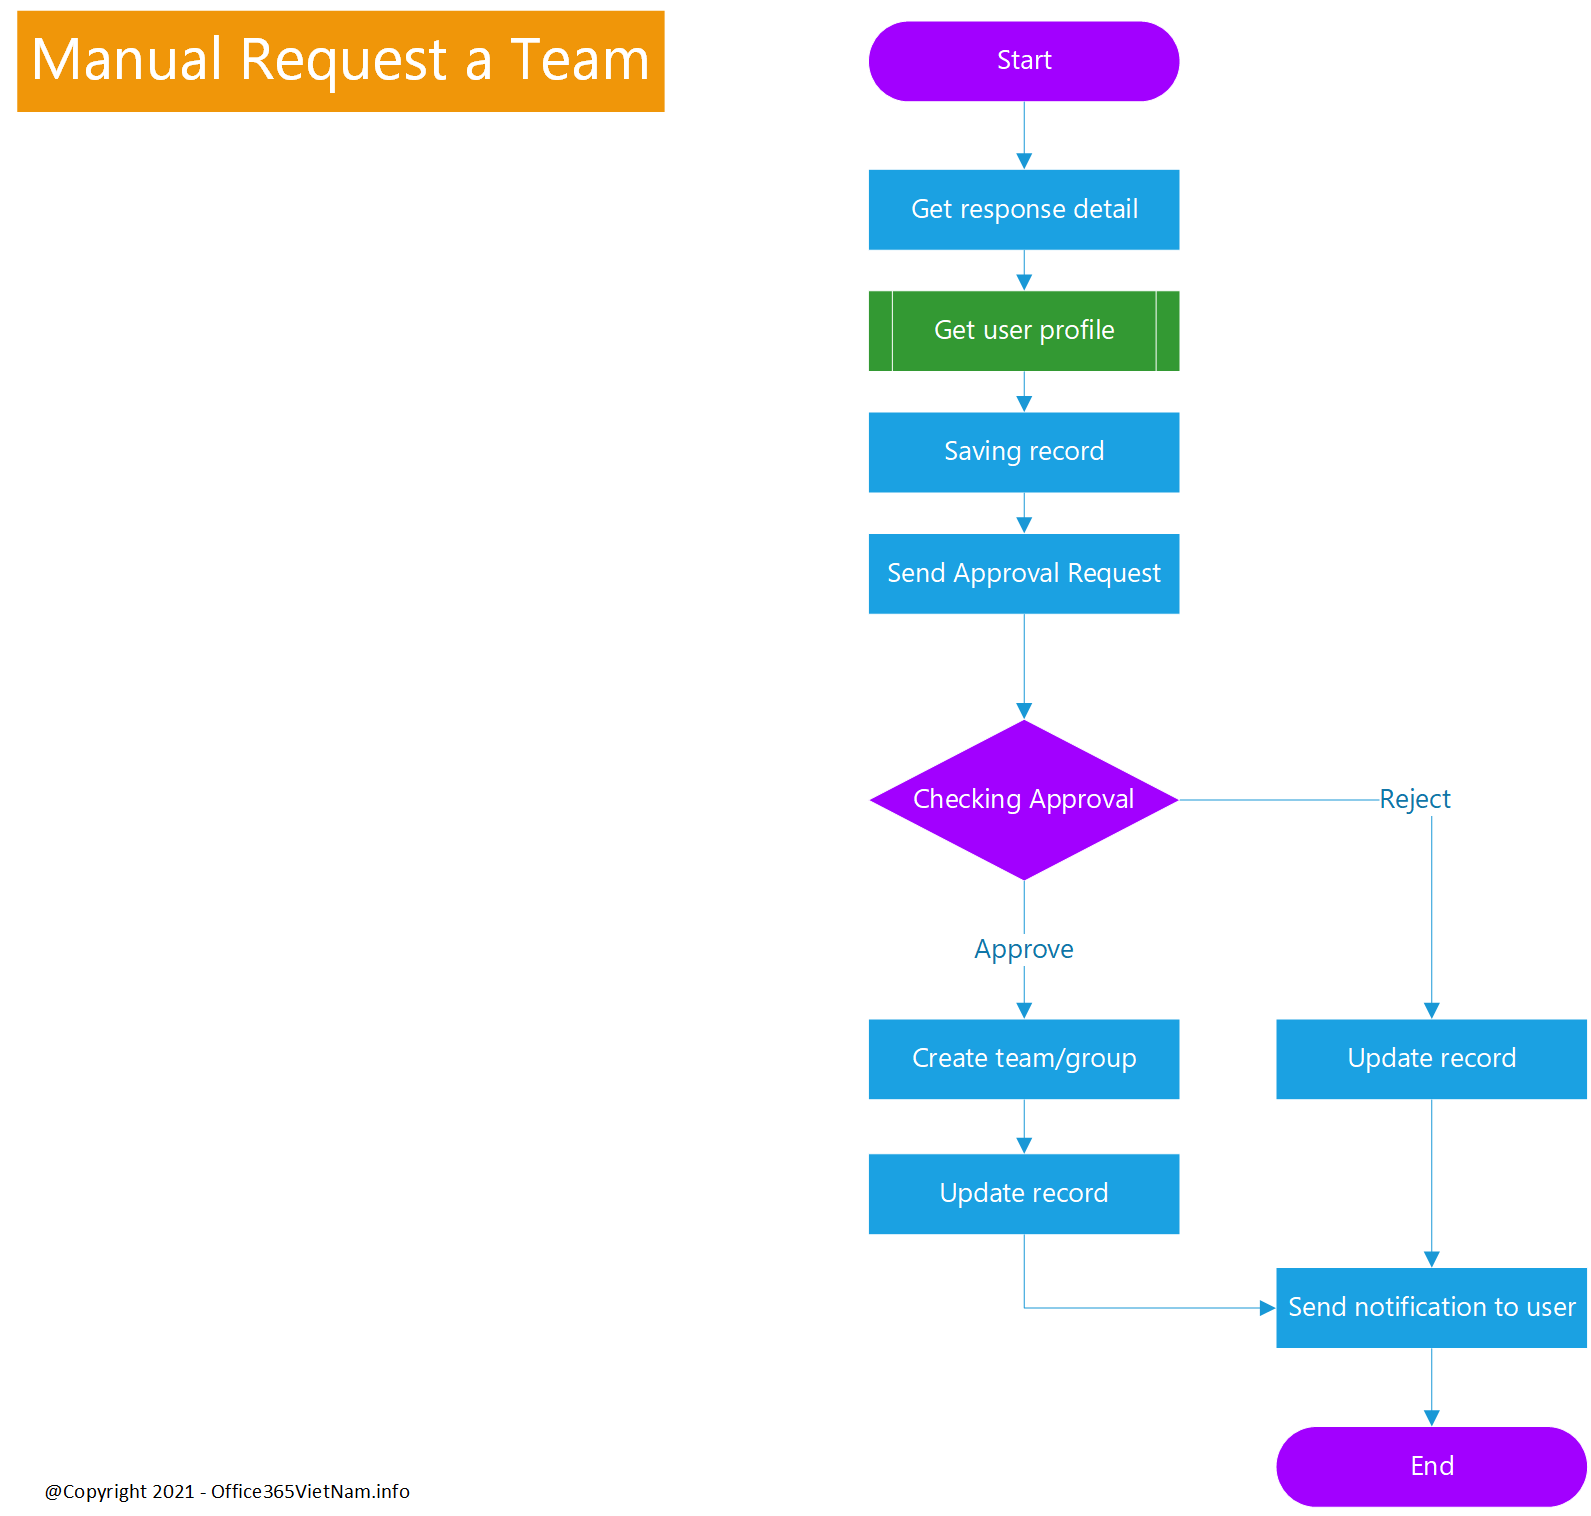 Manual Request a Team
Start
Get response detail
Get user profile
Saving record
Send Approval Request
Checking Approval
Reject
Approve
Create team/group
Update record
Update record
Send notification to user
End
@Copyright 2021 - Office365VietNam.info